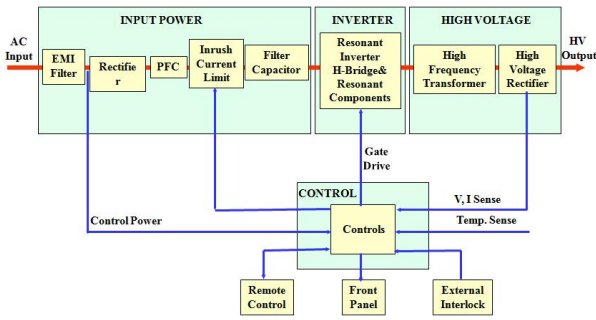 INPUT POWER
INVERTER
HIGH VOLTAGE
AC
Input
EMI
Filter
Rectifie
r
PFC
Inrush
Current
Limit
Filter
Capacitor
Resonant
Inverter
H-Bridge&
Resonant
Components
High
Frequency
Transformer
High
Voltage
Rectifier
HV
Output
Gate
Drive
CONTROL
V, I Sense
Control Power
Controls
Temp. Sense
Remote
Control
Front
Panel
External
Interlock